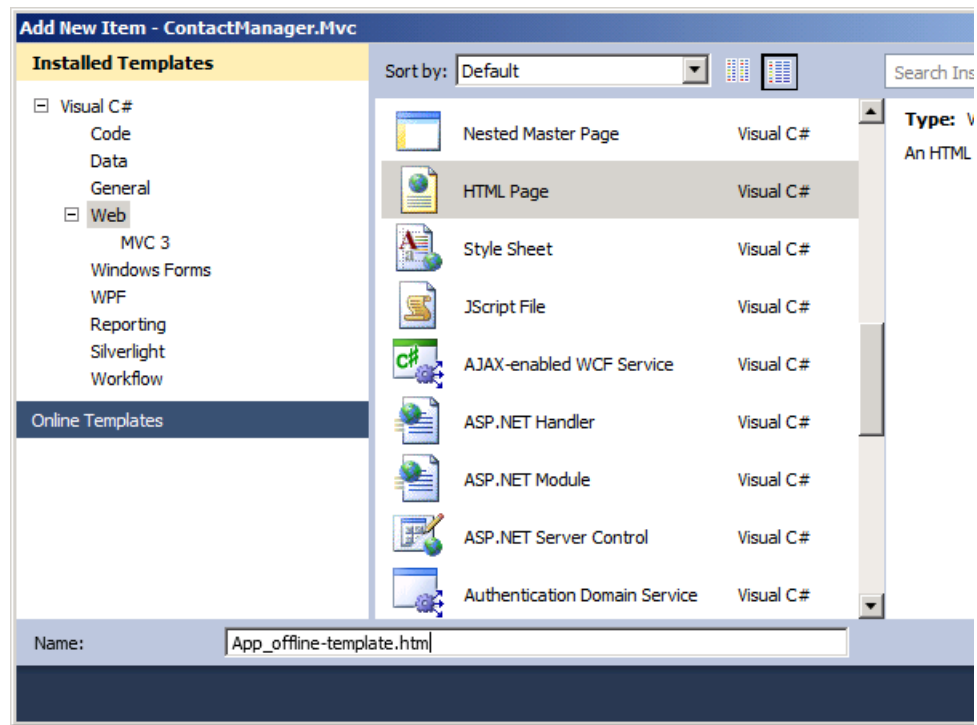 Add New Item - ContactManager.Mvc
Installed Templates
Visual C#
Code
Data
General
Web
MVC 3
Windows Forms
WPF
Reporting
Silverlight
Workflow
Online Templates
Sort by: Default
Search Ins
Nested Master Page Visual C#
HTML Page Visual C#
Style Sheet Visual C#
JScript File Visual C#
AJAX-enabled WCF Service Visual C#
ASP.NET Handler Visual C#
ASP.NET Module Visual C#
ASP.NET Server Control Visual C#
Authentication Domain Service Visual C#
Type: V
An HTML
Name: App_offline-template.htm